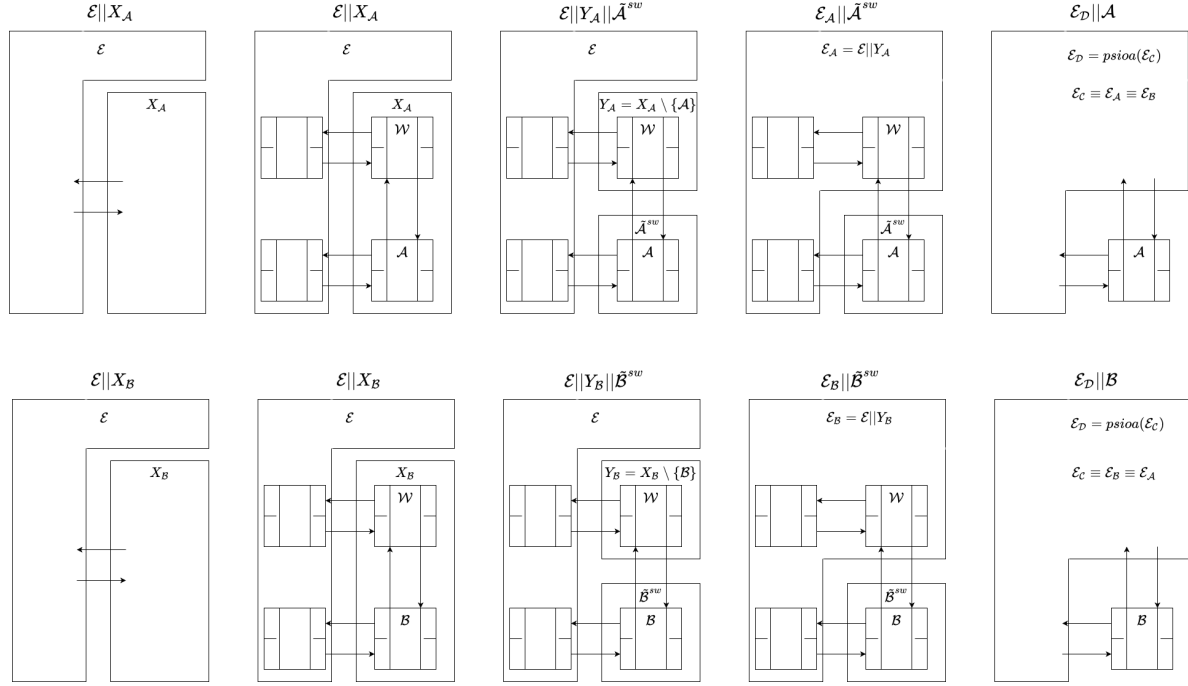 ℰ||X_𝒜
ℰ||X_𝒜
ℰ||Y_𝒜||𝒜̃^{sw}
ℰ_𝒜||𝒜̃^{sw}
ℰ_𝒟||𝒜
ℰ
ℰ
ℰ
ℰ_𝒜 = ℰ||Y_𝒜
ℰ_𝒟 = psioa(ℰ_𝒞)
ℰ_𝒞 ≡ ℰ_𝒜 ≡ ℰ_ℬ
X_𝒜
X_𝒜
Y_𝒜 = X_𝒜 \ {𝒜}
𝒲
𝒲
𝒲
𝒜̃^{sw}
𝒜̃^{sw}
𝒜
𝒜
𝒜
𝒜
ℰ||X_ℬ
ℰ||X_ℬ
ℰ||Y_ℬ||ℬ̃^{sw}
ℰ_ℬ||ℬ̃^{sw}
ℰ_𝒟||ℬ
ℰ
ℰ
ℰ
ℰ_ℬ = ℰ||Y_ℬ
ℰ_𝒟 = psioa(ℰ_𝒞)
ℰ_𝒞 ≡ ℰ_ℬ ≡ ℰ_𝒜
X_ℬ
X_ℬ
Y_ℬ = X_ℬ \ {ℬ}
𝒲
𝒲
𝒲
ℬ̃^{sw}
ℬ̃^{sw}
ℬ
ℬ
ℬ
ℬ